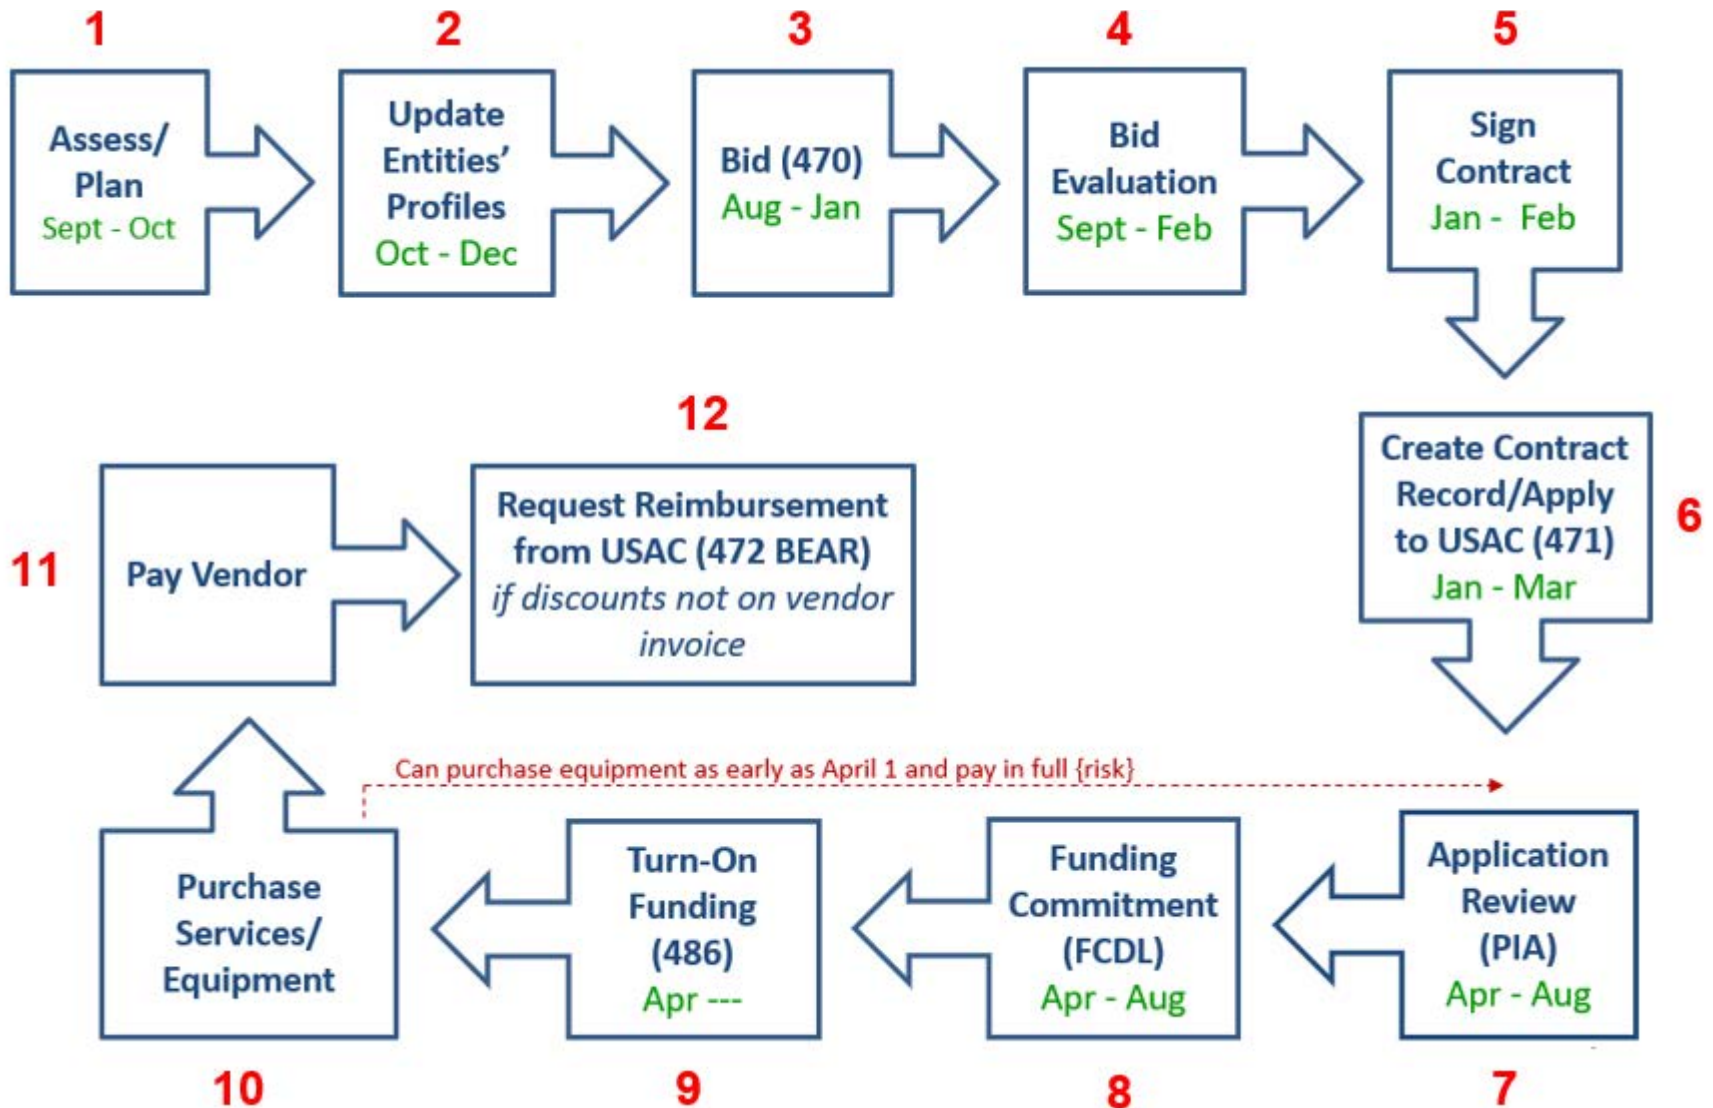 1
Assess/
Plan
Sept - Oct
2
Update
Entities’
Profiles
Oct - Dec
3
Bid (470)
Aug - Jan
4
Bid
Evaluation
Sept - Feb
5
Sign
Contract
Jan - Feb
6
Create Contract
Record/Apply
to USAC (471)
Jan - Mar
7
Application
Review
(PIA)
Apr - Aug
8
Funding
Commitment
(FCDL)
Apr - Aug
9
Turn-On
Funding
(486)
Apr ---
10
Purchase
Services/
Equipment
Can purchase equipment as early as April 1 and pay in full {risk}
11
Pay Vendor
12
Request Reimbursement
from USAC (472 BEAR)
if discounts not on vendor
invoice